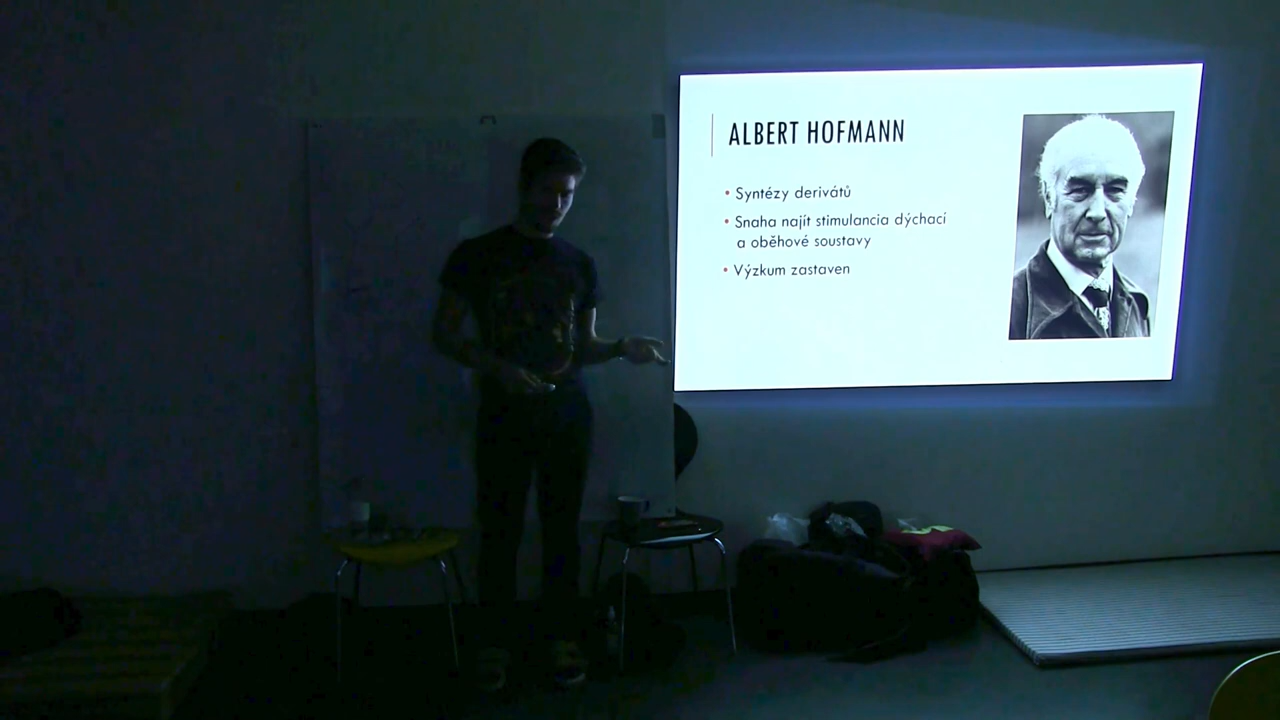 ALBERT HOFMANN
• Syntézy derivátů
• Snaha najít stimulancia dýchací
a oběhové soustavy
• Výzkum zastaven